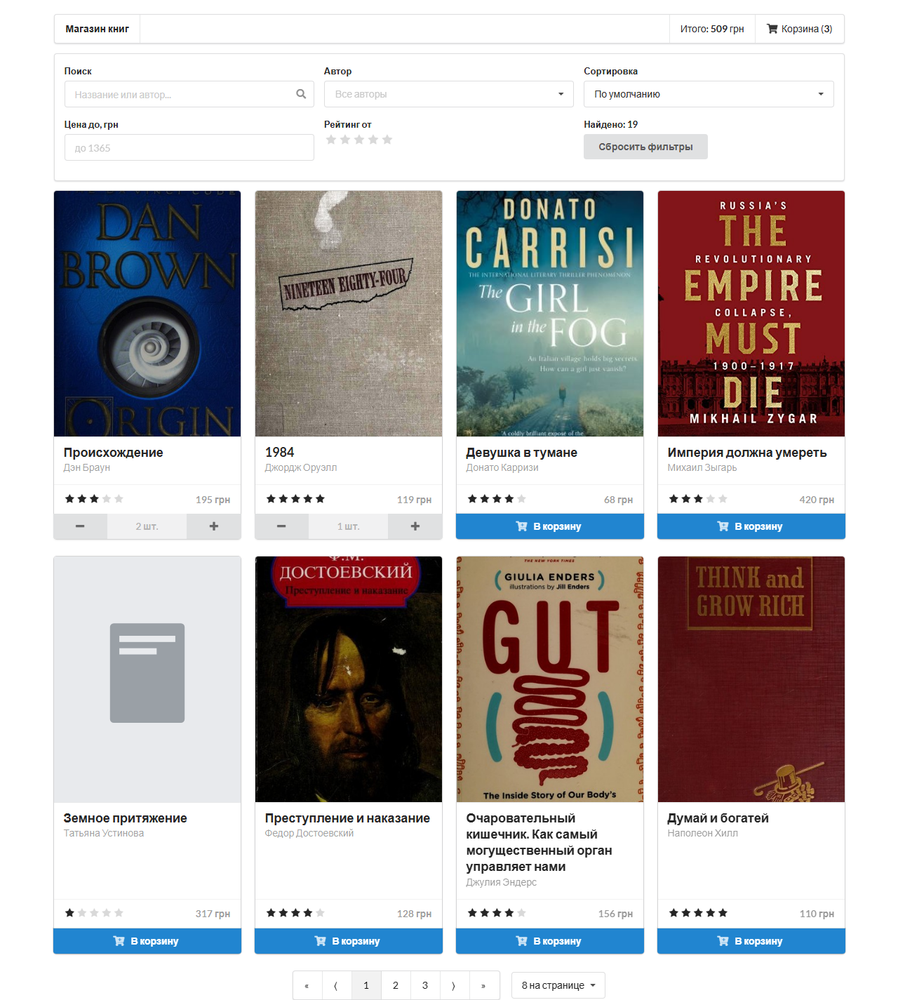 Магазин книг
Итого: 509 грн
Корзина (3)
Поиск
Автор
Сортировка
Название или автор...
Все авторы
По умолчанию
Цена до, грн
Рейтинг от
Найдено: 19
до 1365
Сбросить фильтры
DAN
BROWN
ORIGIN
NINETEEN EIGHTY-FOUR
DONATO
CARRISI
THE INTERNATIONAL LITERARY THRILLER PHENOMENON
The GIRL
in the FOG
An Italian village holds big secrets.
How can a girl just vanish?
'A coldly brilliant exposé of the
RUSSIA'S
THE
REVOLUTIONARY
EMPIRE
COLLAPSE,
MUST
1900–1917
DIE
MIKHAIL ZYGAR
Происхождение
Дэн Браун
195 грн
2 шт.
1984
Джордж Оруэлл
119 грн
1 шт.
Девушка в тумане
Донато Карризи
68 грн
В корзину
Империя должна умереть
Михаил Зыгарь
420 грн
В корзину
Ф.М.
ДОСТОЕВСКИЙ
Преступление и наказание
THE NEW YORK TIMES
GIULIA ENDERS
illustrations by Jill Enders
GUT
The Inside Story of Our Body's
THINK and
GROW RICH
Земное притяжение
Татьяна Устинова
317 грн
В корзину
Преступление и наказание
Федор Достоевский
128 грн
В корзину
Очаровательный
кишечник. Как самый
могущественный орган
управляет нами
Джулия Эндерс
156 грн
В корзину
Думай и богатей
Наполеон Хилл
110 грн
В корзину
« ⟨ 1 2 3 ⟩ »
8 на странице